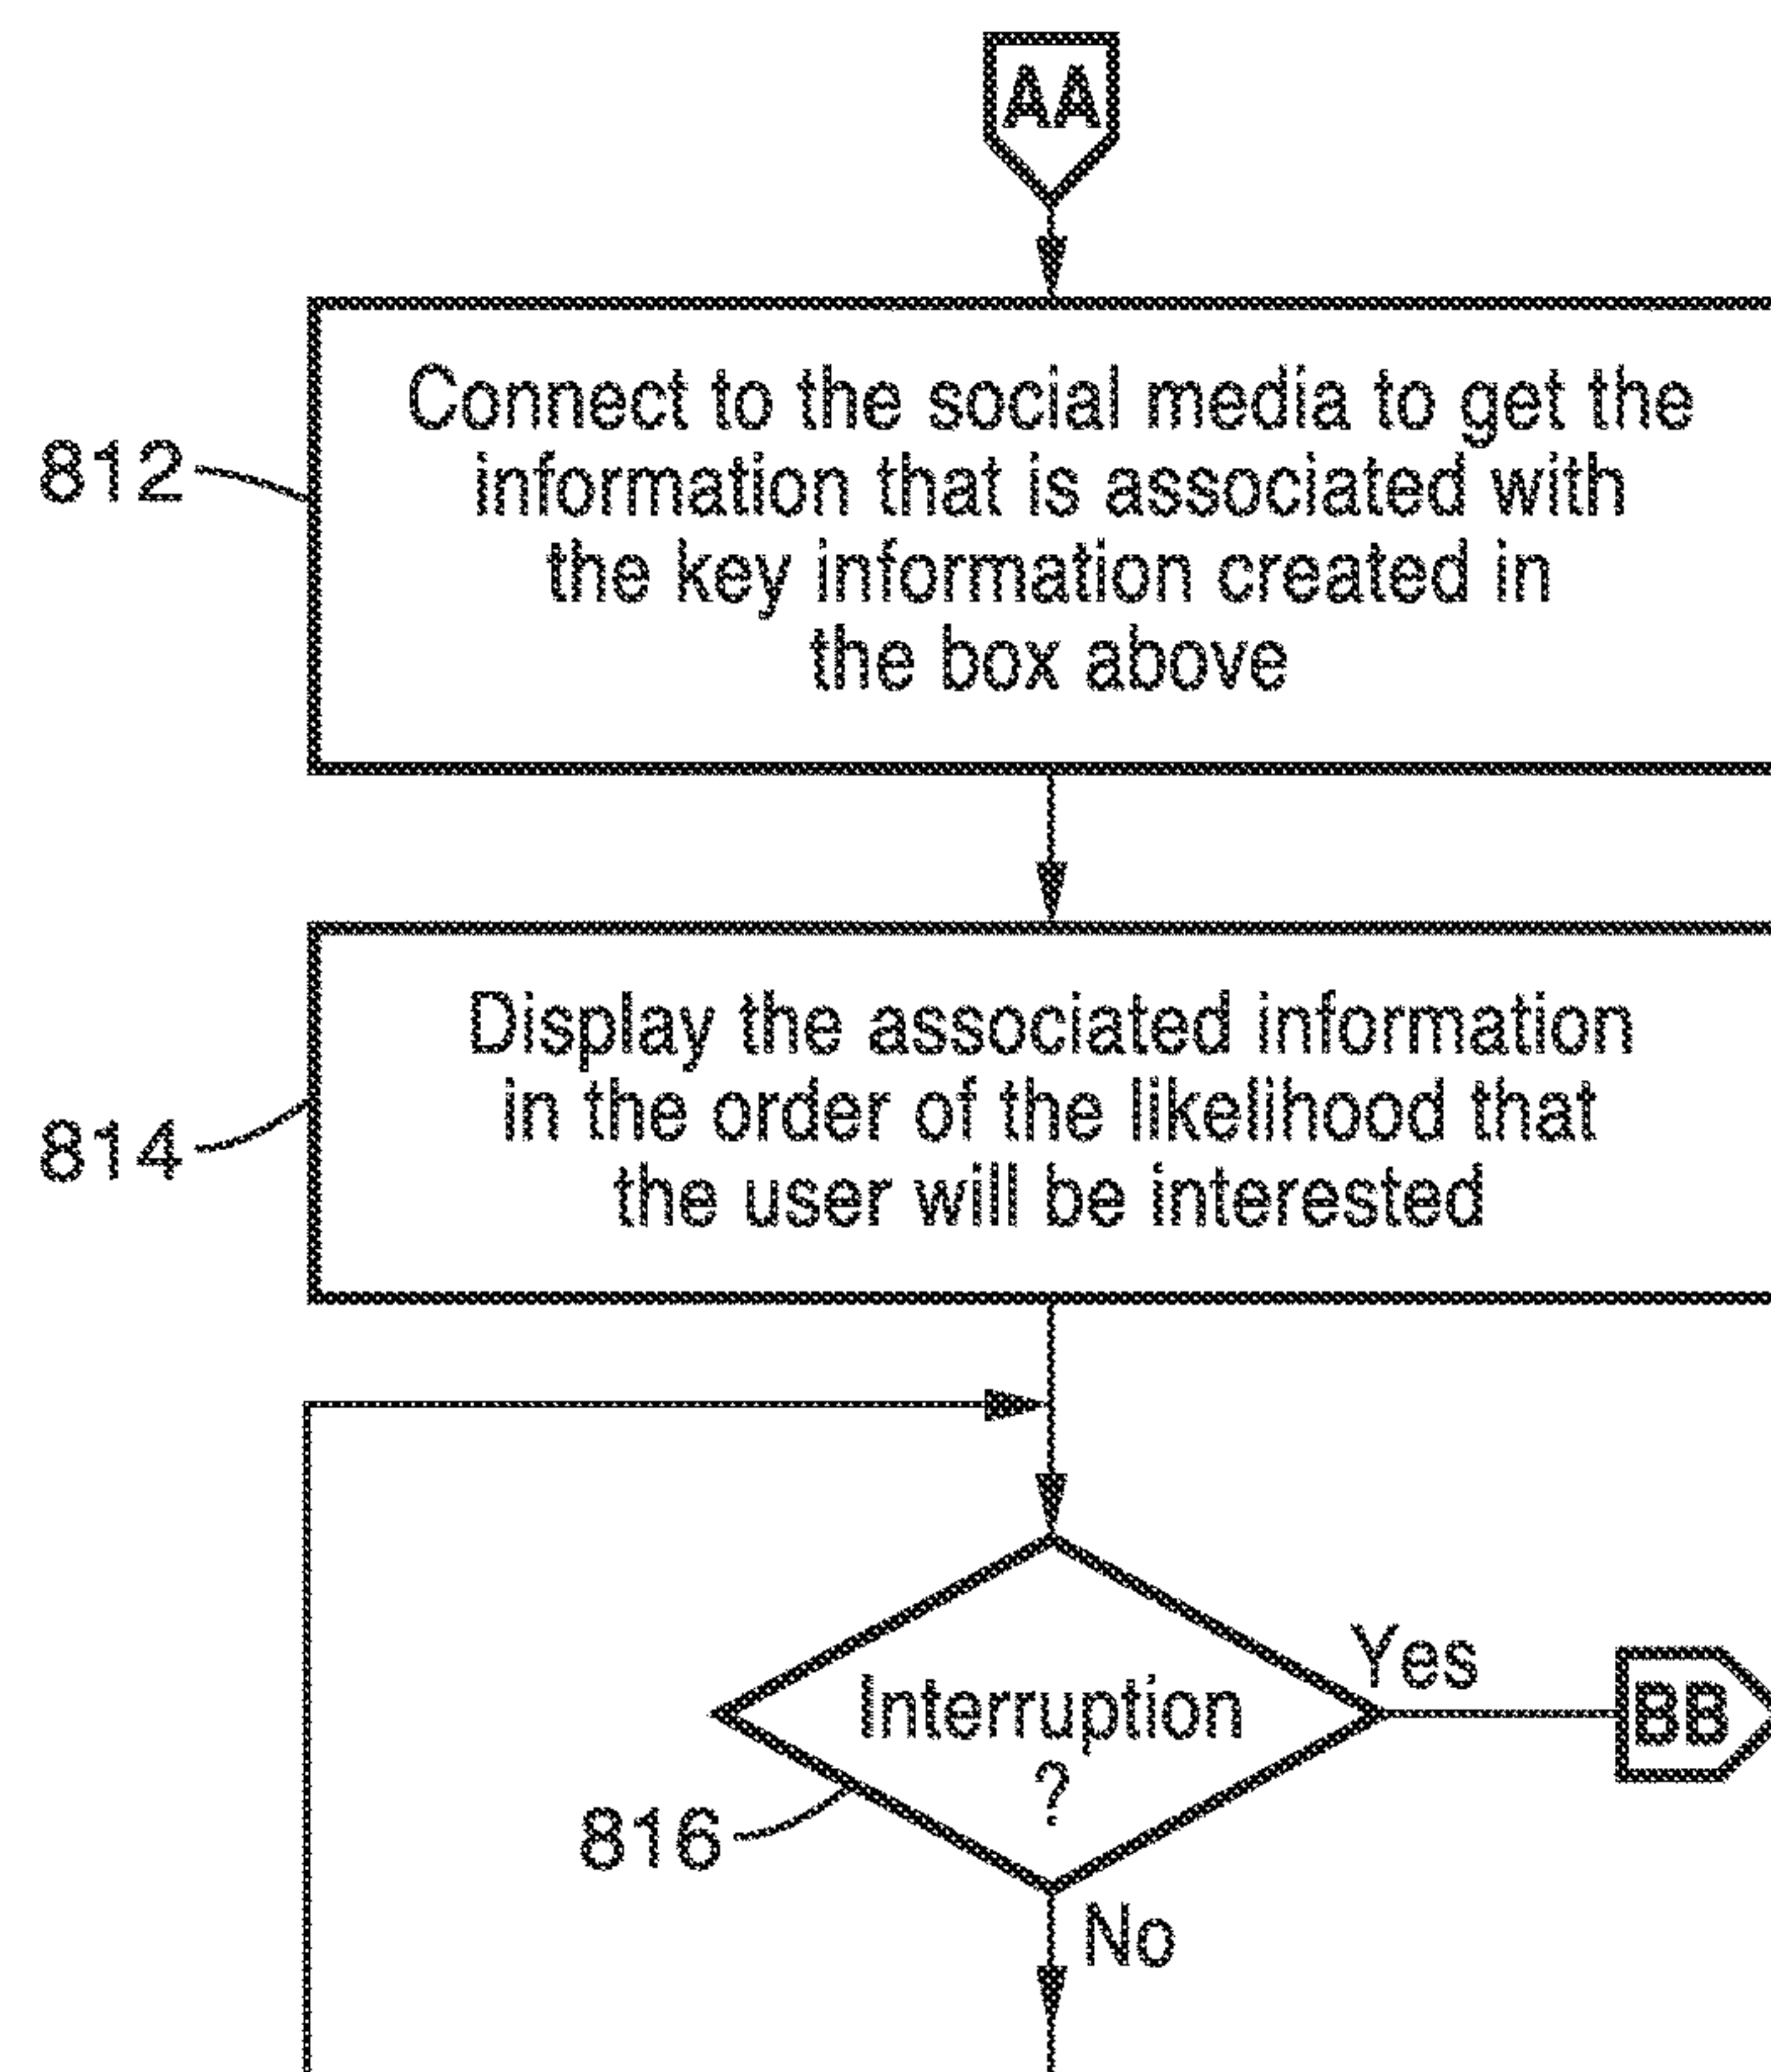 AA
812
Connect to the social media to get the
information that is associated with
the key information created in
the box above
814
Display the associated information
in the order of the likelihood that
the user will be interested
Interruption
?
Yes
BB
816
No